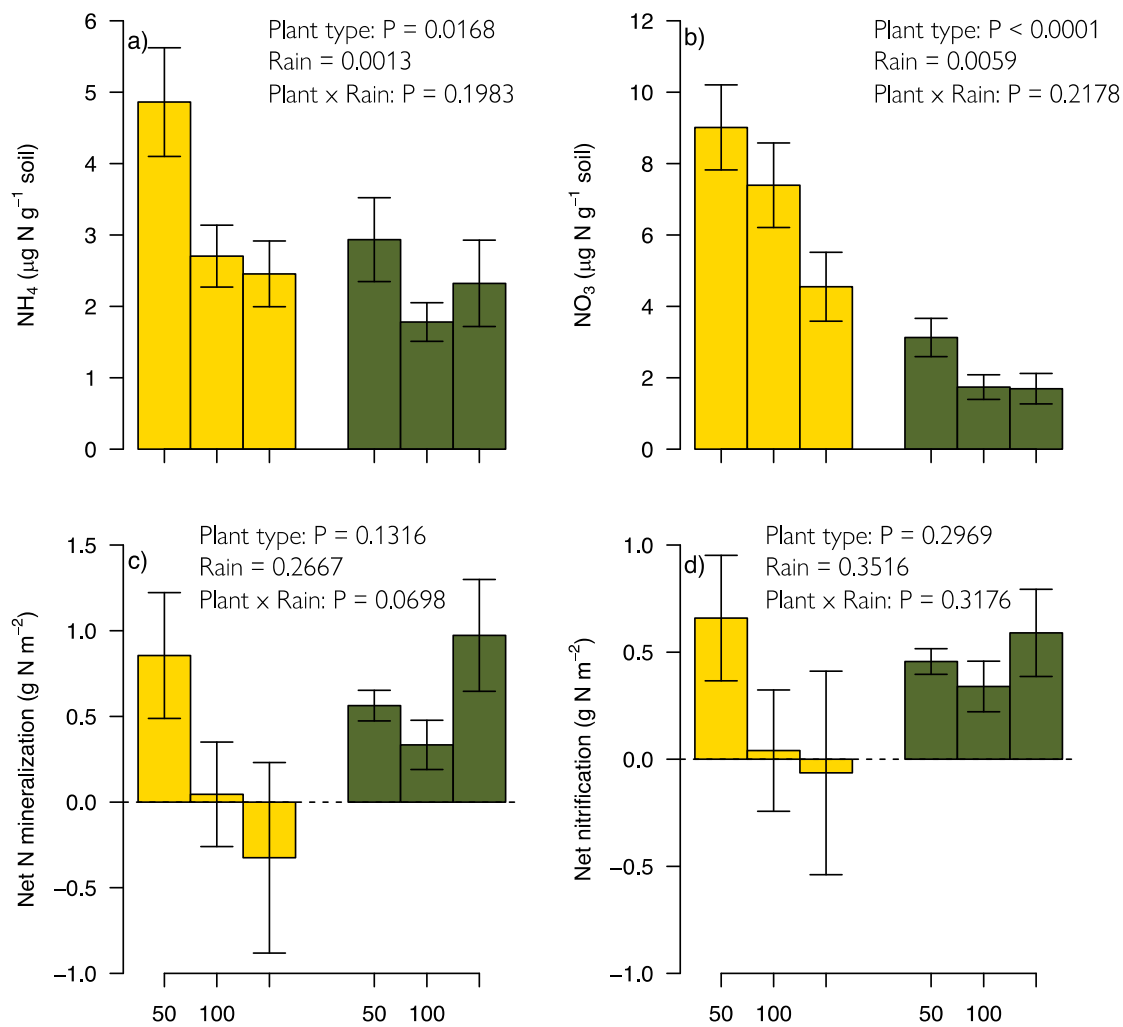 a)
Plant type: P = 0.0168
Rain = 0.0013
Plant x Rain: P = 0.1983
NH₄ (µg N g⁻¹ soil)
6
5
4
3
2
1
0
b)
Plant type: P < 0.0001
Rain = 0.0059
Plant x Rain: P = 0.2178
NO₃ (µg N g⁻¹ soil)
12
10
8
6
4
2
0
c)
Plant type: P = 0.1316
Rain = 0.2667
Plant x Rain: P = 0.0698
Net N mineralization (g N m⁻²)
1.5
1.0
0.5
0.0
−0.5
−1.0
50 100
50 100
d)
Plant type: P = 0.2969
Rain = 0.3516
Plant x Rain: P = 0.3176
Net nitrification (g N m⁻²)
1.0
0.5
0.0
−0.5
−1.0
50 100
50 100